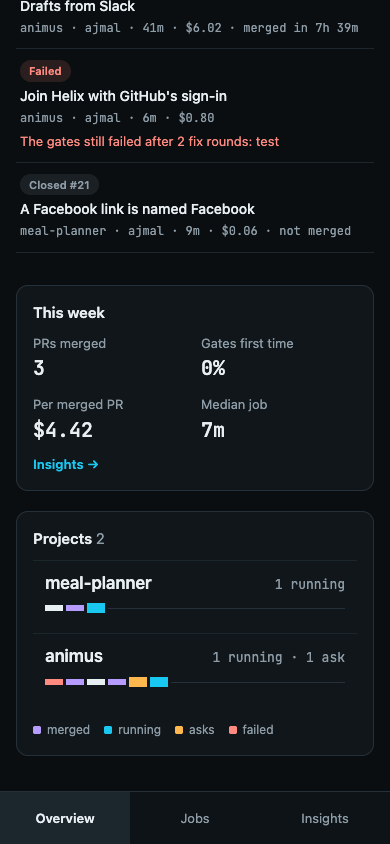 Drafts from Slack
animus · ajmal · 41m · $6.02 · merged in 7h 39m
Failed
Join Helix with GitHub's sign-in
animus · ajmal · 6m · $0.80
The gates still failed after 2 fix rounds: test
Closed #21
A Facebook link is named Facebook
meal-planner · ajmal · 9m · $0.06 · not merged
This week
PRs merged
Gates first time
3
0%
Per merged PR
Median job
$4.42
7m
Insights →
Projects 2
meal-planner
1 running
animus
1 running · 1 ask
merged
running
asks
failed
Overview
Jobs
Insights